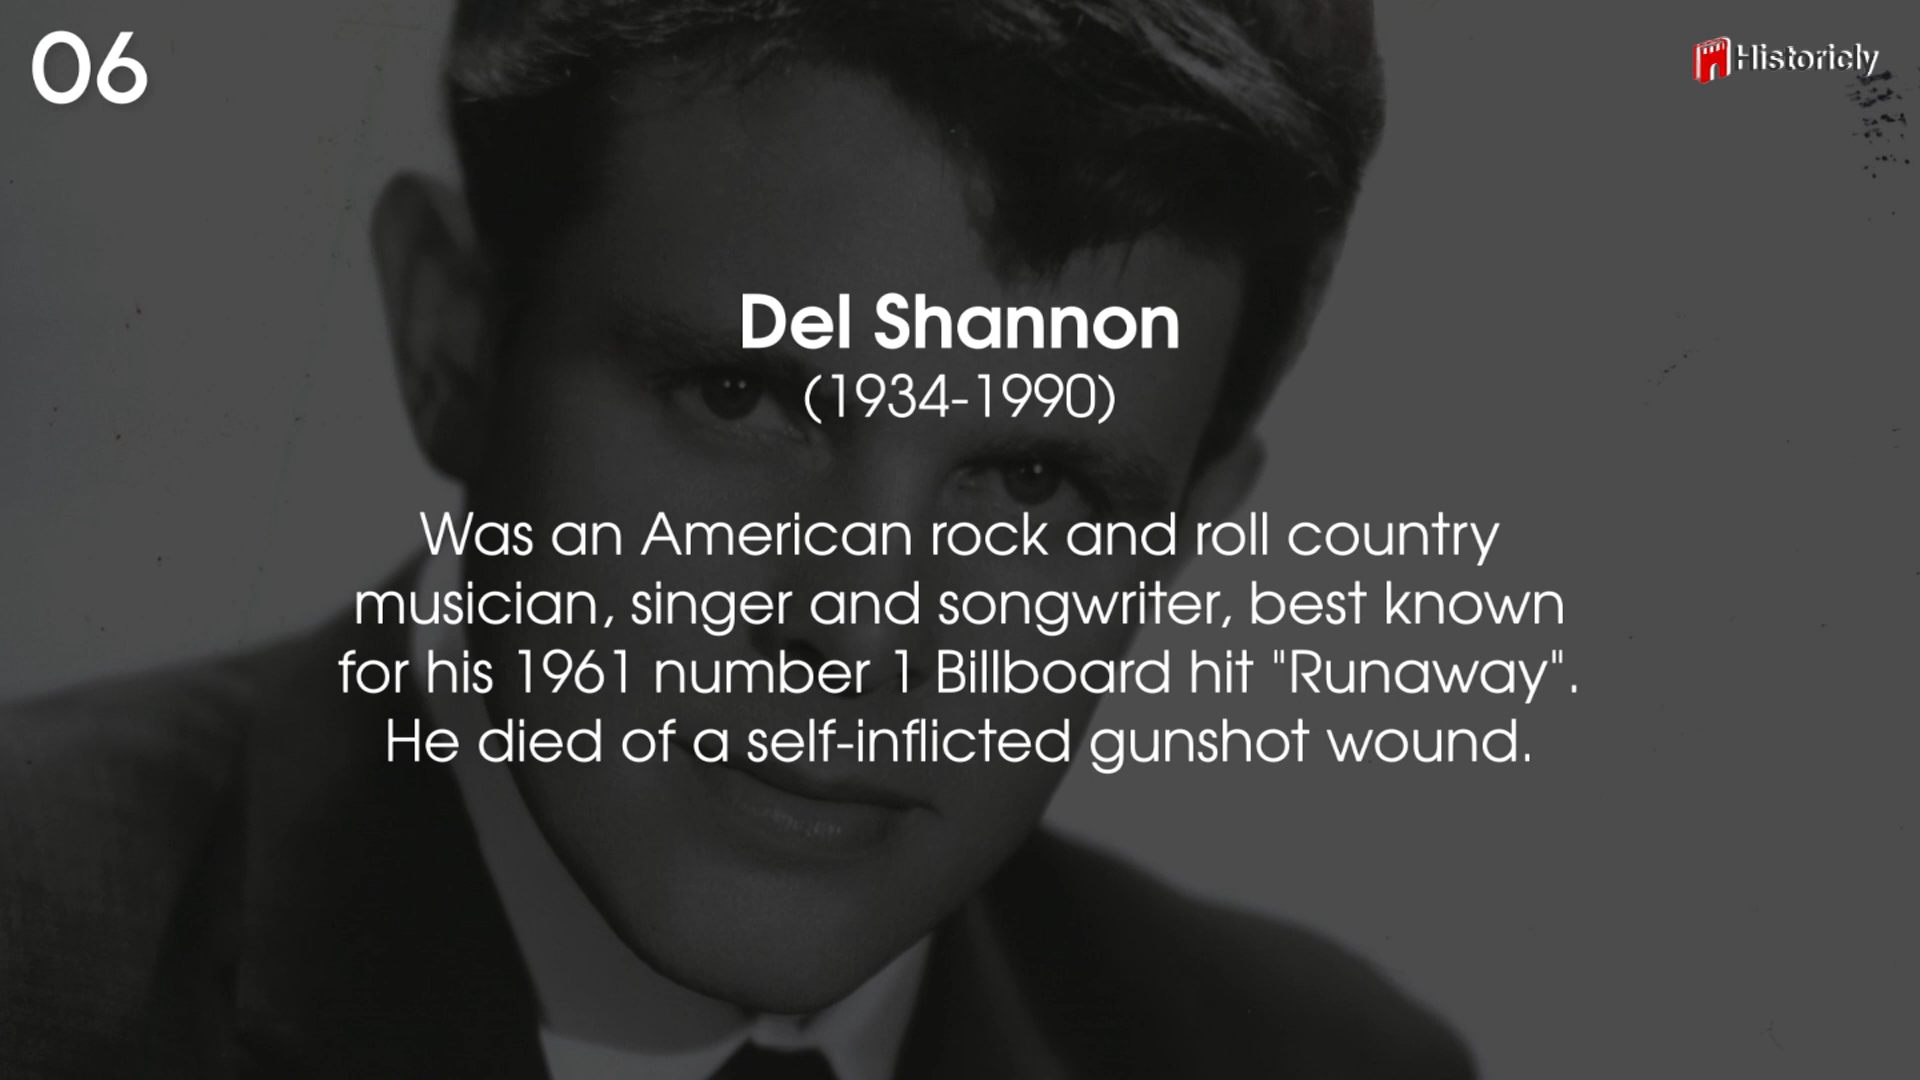 06
Historicly
Del Shannon
(1934-1990)
Was an American rock and roll country
musician, singer and songwriter, best known
for his 1961 number 1 Billboard hit "Runaway".
He died of a self-inflicted gunshot wound.